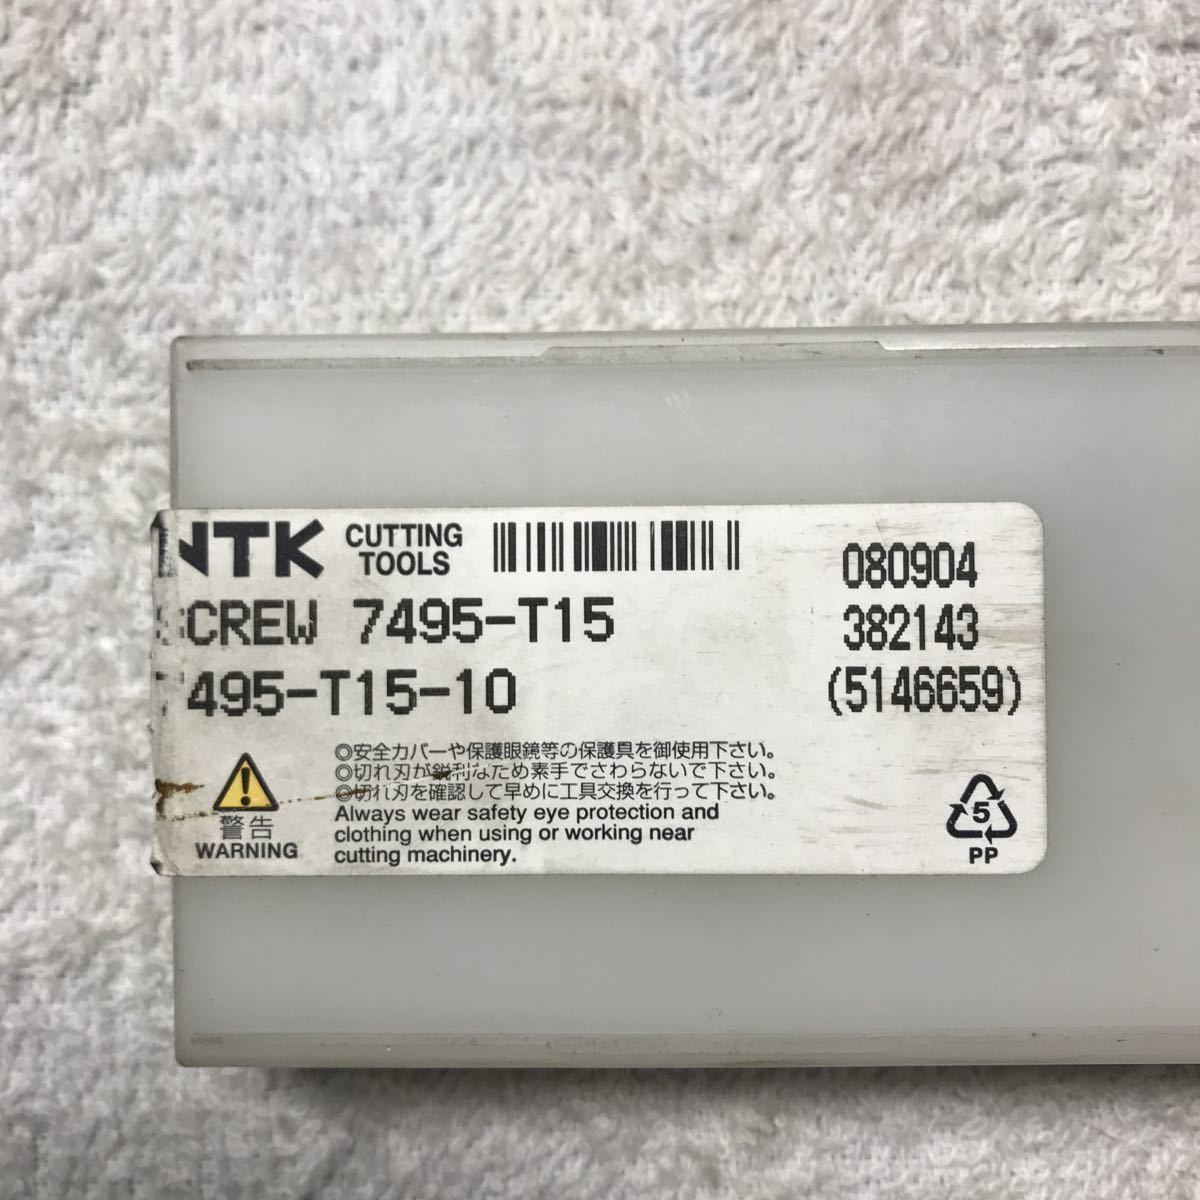 NTK CUTTING TOOLS
080904
SCREW 7495-T15
382143
7495-T15-10
(5146659)
◎安全カバーや保護眼鏡等の保護具を御使用下さい。
◎切れ刃が鋭利なため素手でさわらないで下さい。
◎切れ刃を確認して早めに工具交換を行って下さい。
Always wear safety eye protection and
clothing when using or working near
cutting machinery.
警告
WARNING
5
PP